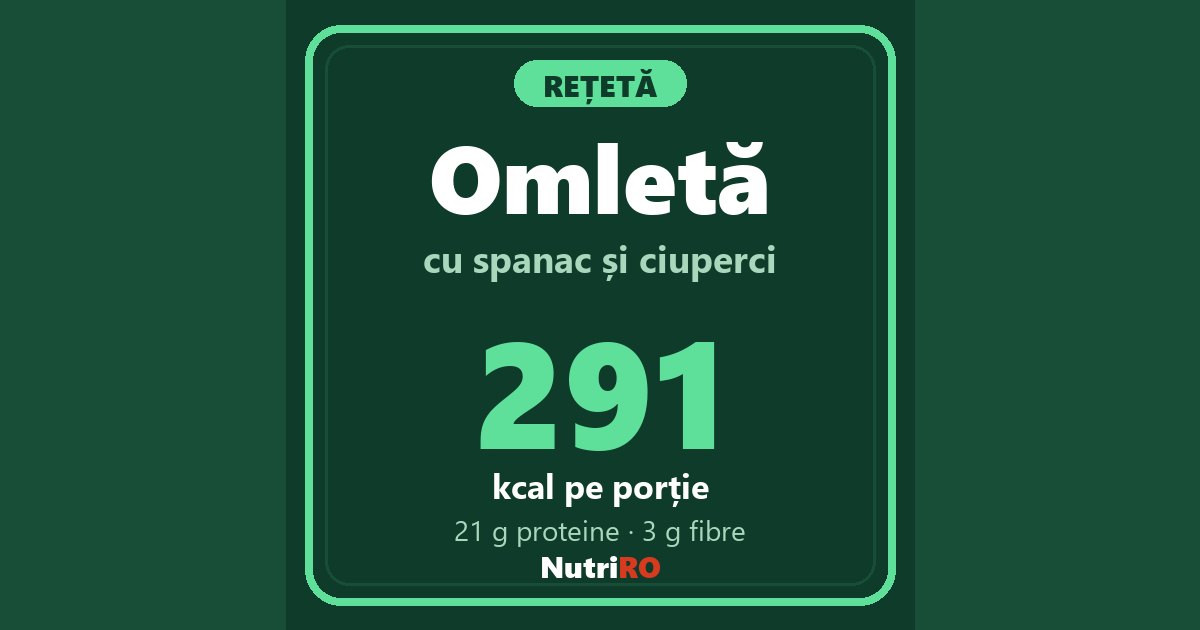 REȚETĂ
Omletă
cu spanac și ciuperci
291
kcal pe porție
21 g proteine · 3 g fibre
NutriRO